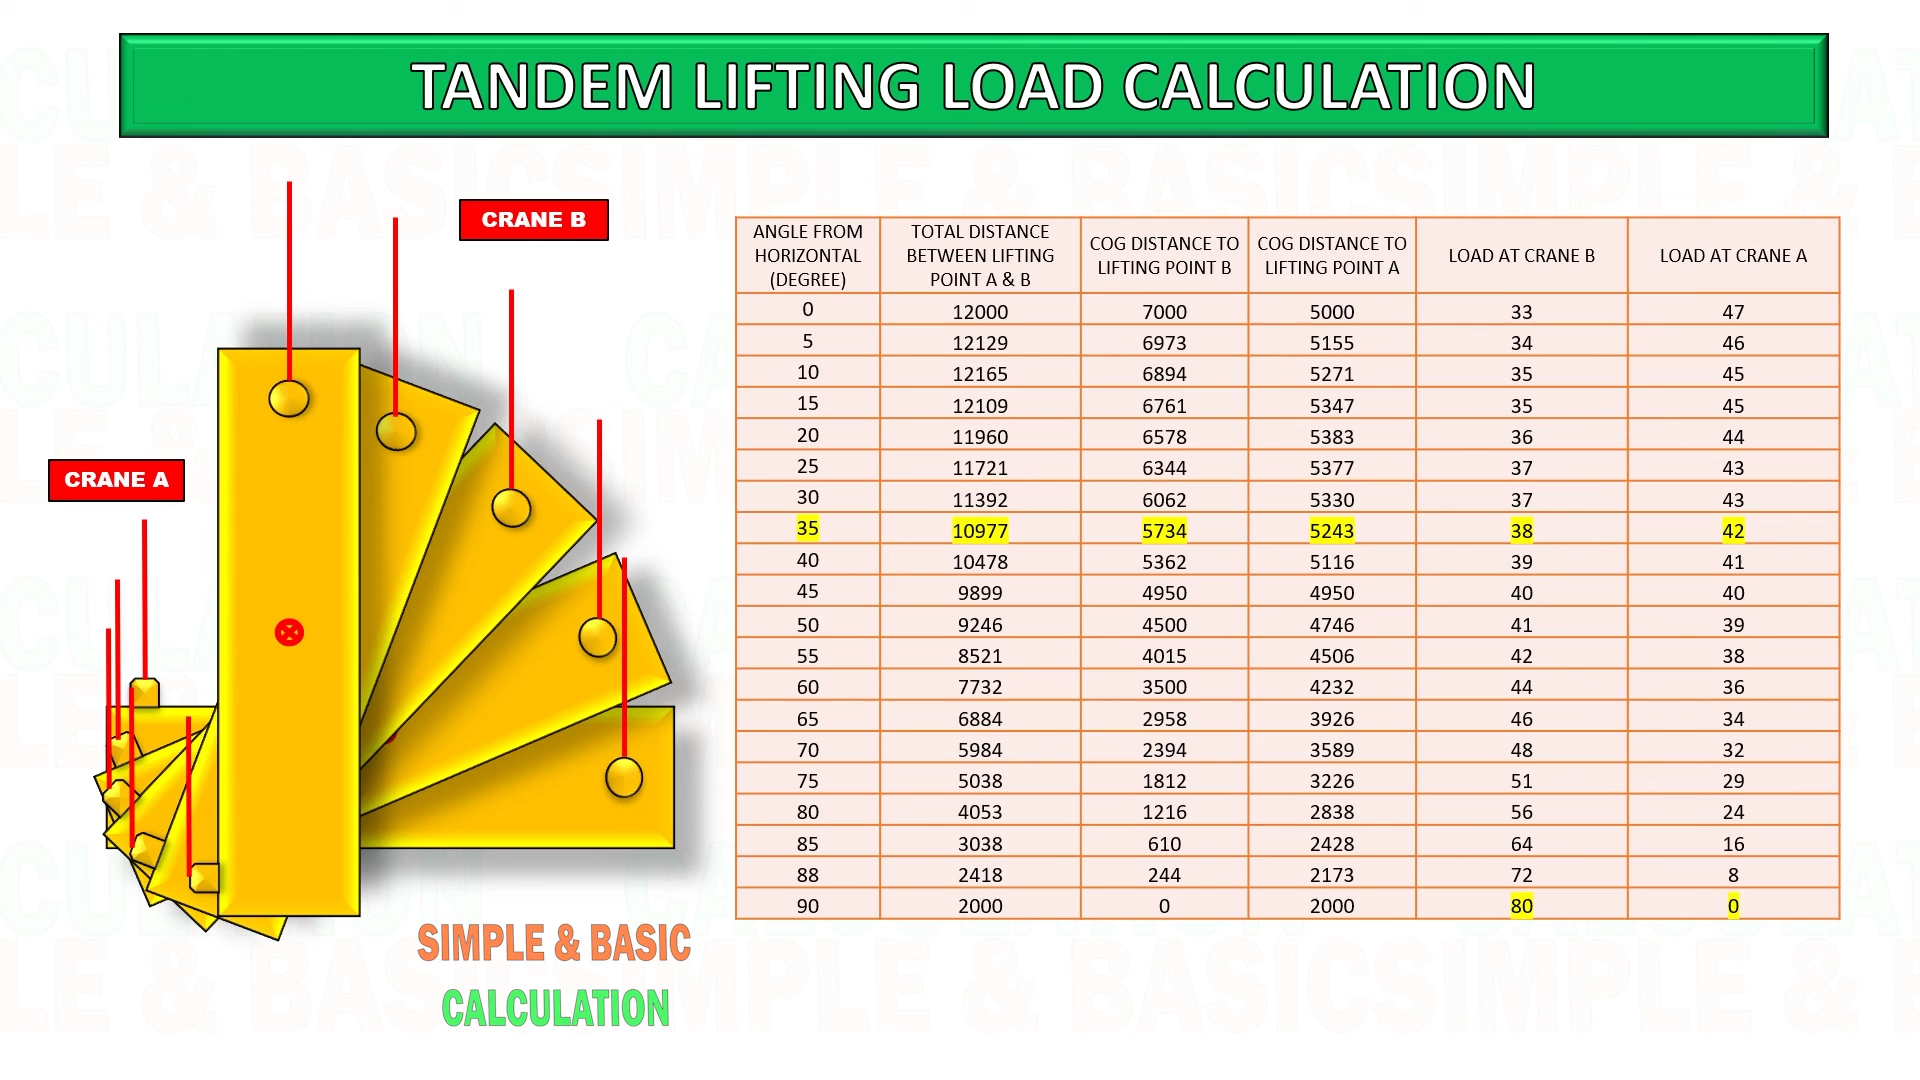 TANDEM LIFTING LOAD CALCULATION
CRANE B
CRANE A
ANGLE FROM HORIZONTAL (DEGREE) TOTAL DISTANCE BETWEEN LIFTING POINT A & B COG DISTANCE TO LIFTING POINT B COG DISTANCE TO LIFTING POINT A LOAD AT CRANE B LOAD AT CRANE A
0 12000 7000 5000 33 47
5 12129 6973 5155 34 46
10 12165 6894 5271 35 45
15 12109 6761 5347 35 45
20 11960 6578 5383 36 44
25 11721 6344 5377 37 43
30 11392 6062 5330 37 43
35 10977 5734 5243 38 42
40 10478 5362 5116 39 41
45 9899 4950 4950 40 40
50 9246 4500 4746 41 39
55 8521 4015 4506 42 38
60 7732 3500 4232 44 36
65 6884 2958 3926 46 34
70 5984 2394 3589 48 32
75 5038 1812 3226 51 29
80 4053 1216 2838 56 24
85 3038 610 2428 64 16
88 2418 244 2173 72 8
90 2000 0 2000 80 0
SIMPLE & BASIC
CALCULATION